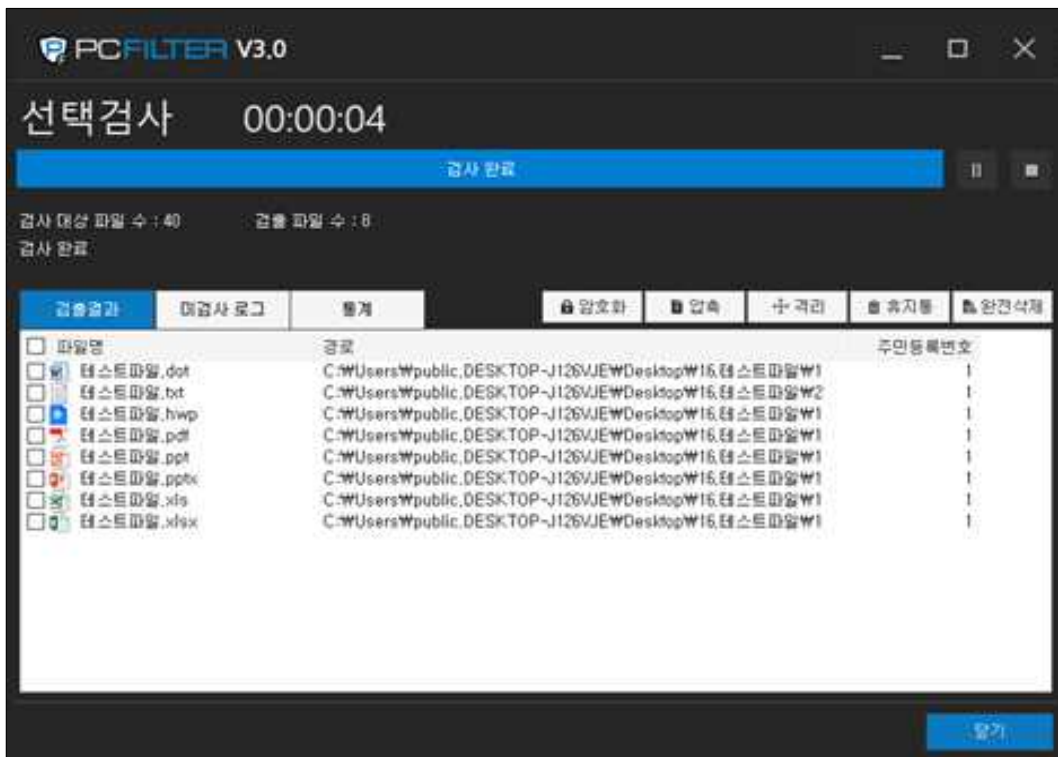 PCFILTER V3.0
선택검사 00:00:04
검사 완료
검사 대상 파일 수 : 40 검출 파일 수 : 8
검사 완료
검출결과 미검사 로그 통계 암호화 압축 격리 휴지통 완전삭제
파일명 경로 주민등록번호
테스트파일.dot C:₩Users₩public.DESKTOP-J126VJE₩Desktop₩16.테스트파일₩1 1
테스트파일.txt C:₩Users₩public.DESKTOP-J126VJE₩Desktop₩16.테스트파일₩2 1
테스트파일.hwp C:₩Users₩public.DESKTOP-J126VJE₩Desktop₩16.테스트파일₩1 1
테스트파일.pdf C:₩Users₩public.DESKTOP-J126VJE₩Desktop₩16.테스트파일₩1 1
테스트파일.ppt C:₩Users₩public.DESKTOP-J126VJE₩Desktop₩16.테스트파일₩1 1
테스트파일.pptx C:₩Users₩public.DESKTOP-J126VJE₩Desktop₩16.테스트파일₩1 1
테스트파일.xls C:₩Users₩public.DESKTOP-J126VJE₩Desktop₩16.테스트파일₩1 1
테스트파일.xlsx C:₩Users₩public.DESKTOP-J126VJE₩Desktop₩16.테스트파일₩1 1
닫기